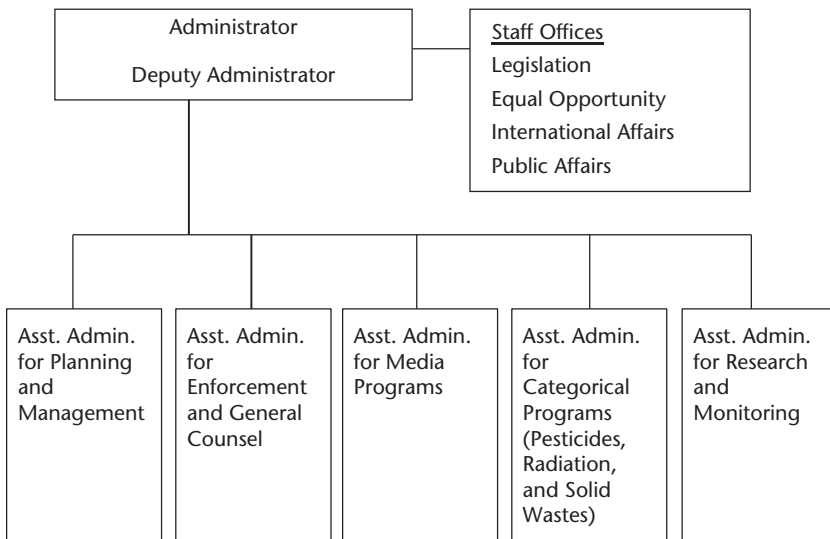 Administrator
Deputy Administrator
Staff Offices
Legislation
Equal Opportunity
International Affairs
Public Affairs
Asst. Admin.
for Planning
and
Management
Asst. Admin.
for
Enforcement
and General
Counsel
Asst. Admin.
for Media
Programs
Asst. Admin.
for
Categorical
Programs
(Pesticides,
Radiation,
and Solid
Wastes)
Asst. Admin.
for Research
and
Monitoring